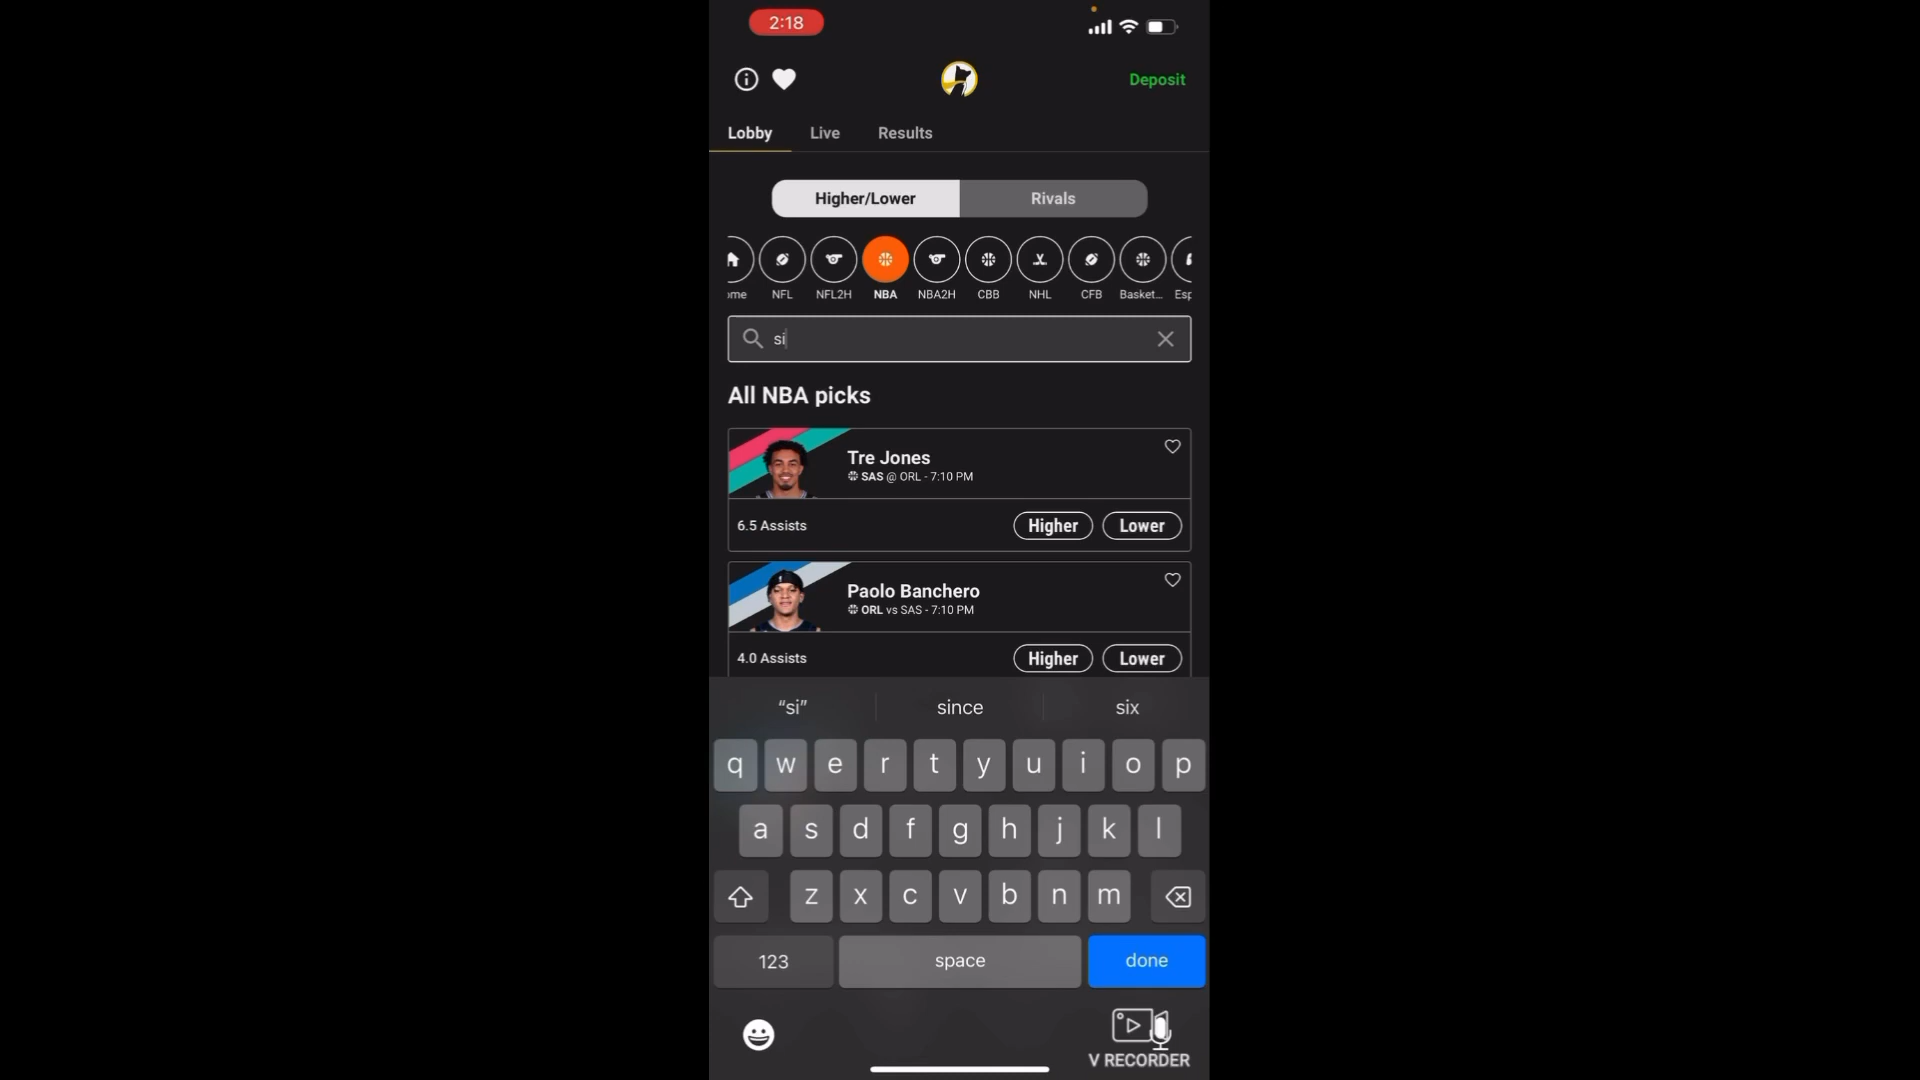 2:18
Deposit
Lobby Live Results
Higher/Lower Rivals
ome NFL NFL2H NBA NBA2H CBB NHL CFB Basket... Esp
si
All NBA picks
Tre Jones
SAS @ ORL - 7:10 PM
6.5 Assists Higher Lower
Paolo Banchero
ORL vs SAS - 7:10 PM
4.0 Assists Higher Lower
“si” since six
q w e r t y u i o p
a s d f g h j k l
z x c v b n m
123 space done
V RECORDER